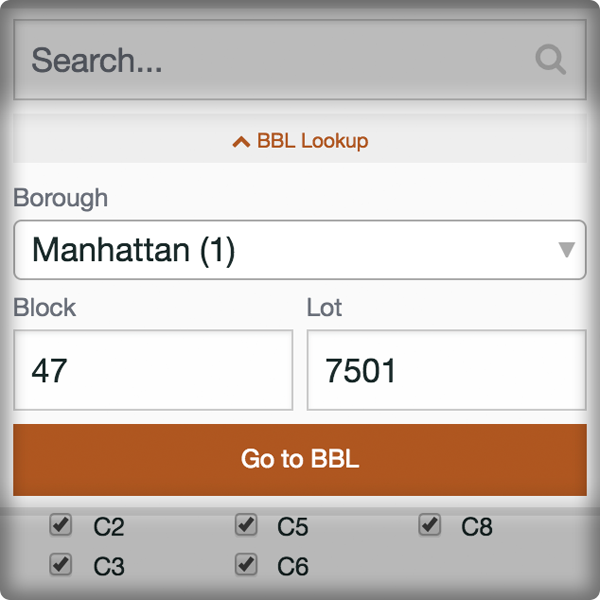 Search...
BBL Lookup
Borough
Manhattan (1)
Block Lot
47 7501
Go to BBL
C2 C5 C8
C3 C6